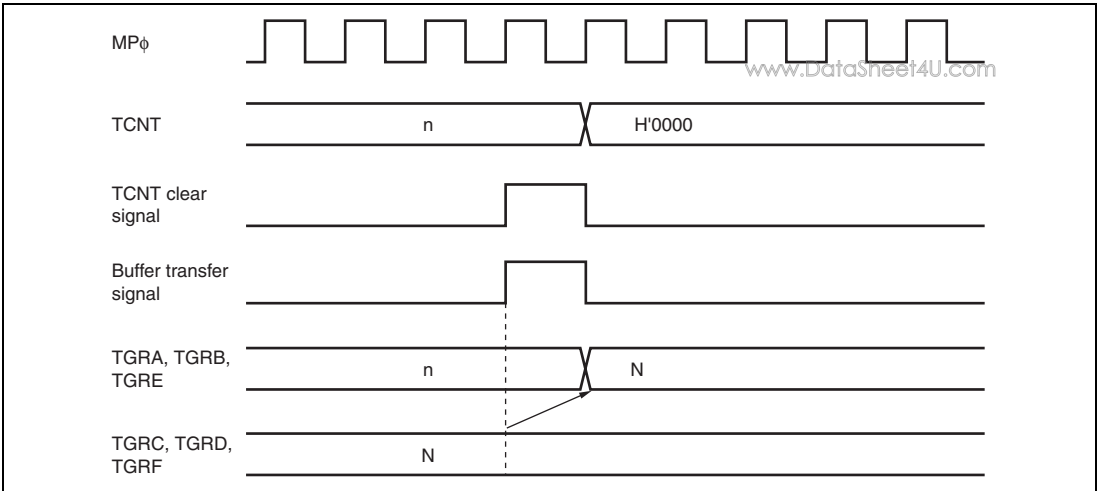 MPϕ
www.DataSheet4U.com
TCNT
n
H'0000
TCNT clear
signal
Buffer transfer
signal
TGRA, TGRB,
TGRE
n
N
TGRC, TGRD,
TGRF
N